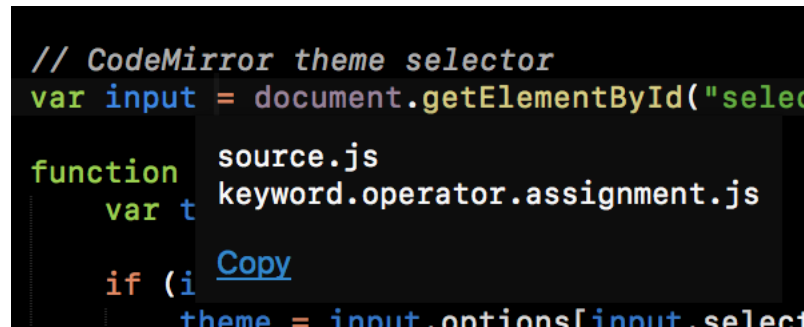 // CodeMirror theme selector
var input = document.getElementById("selec
function
source.js
keyword.operator.assignment.js
var t
Copy
if (i
theme = input.options[input.select